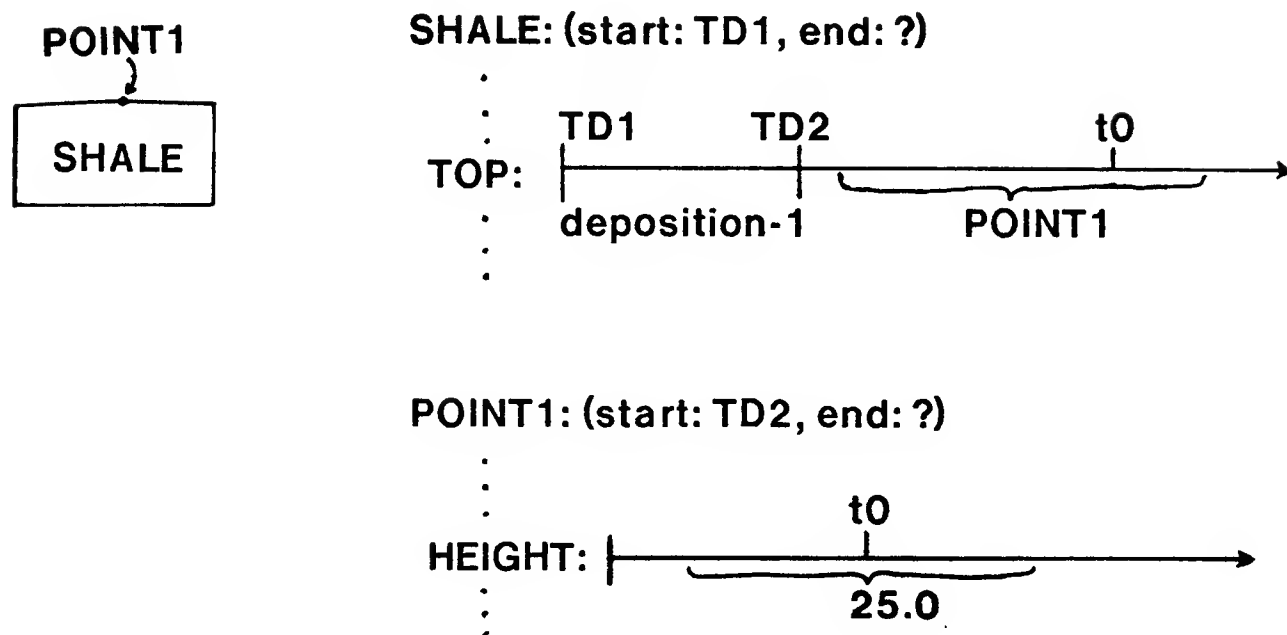 POINT1
SHALE
SHALE: (start: TD1, end: ?)
TD1 TD2 t0
TOP:
deposition-1 POINT1
POINT1: (start: TD2, end: ?)
t0
HEIGHT:
25.0